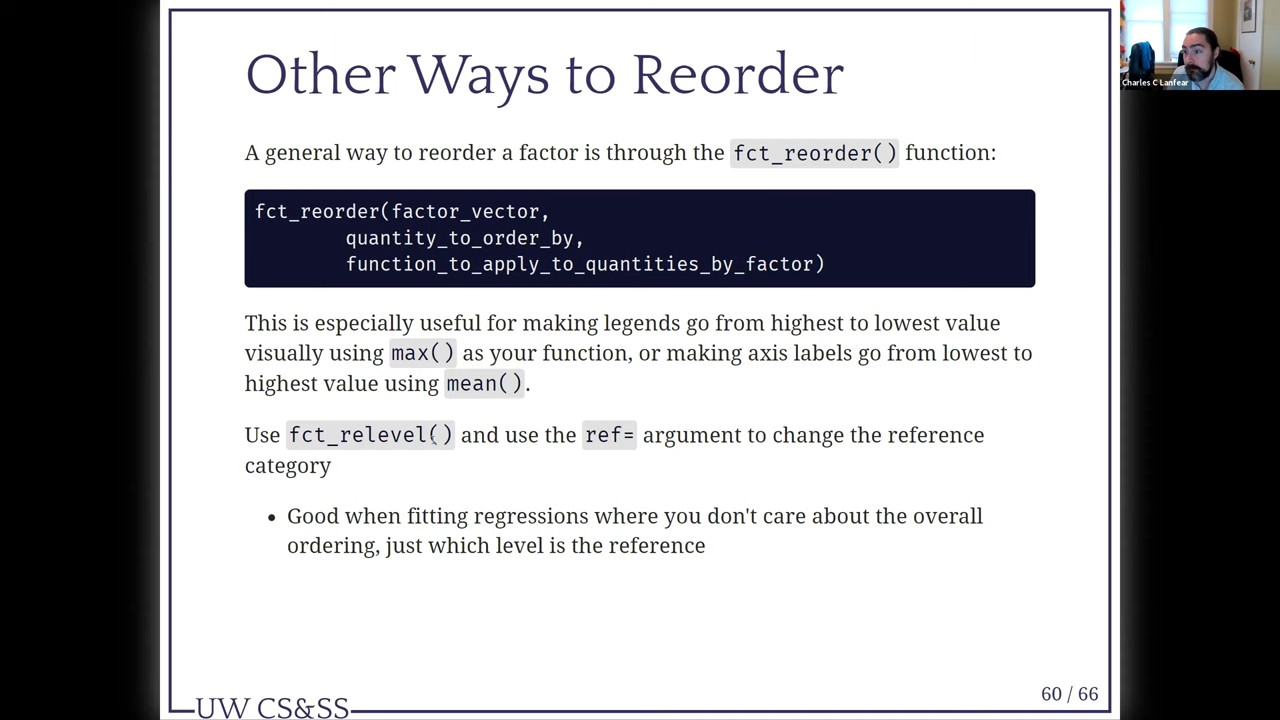 Other Ways to Reorder
Charles C Lanfear
A general way to reorder a factor is through the fct_reorder() function:
fct_reorder(factor_vector,
quantity_to_order_by,
function_to_apply_to_quantities_by_factor)
This is especially useful for making legends go from highest to lowest value
visually using max() as your function, or making axis labels go from lowest to
highest value using mean().
Use fct_relevel() and use the ref= argument to change the reference
category
• Good when fitting regressions where you don't care about the overall
ordering, just which level is the reference
60 / 66
UW CS&SS